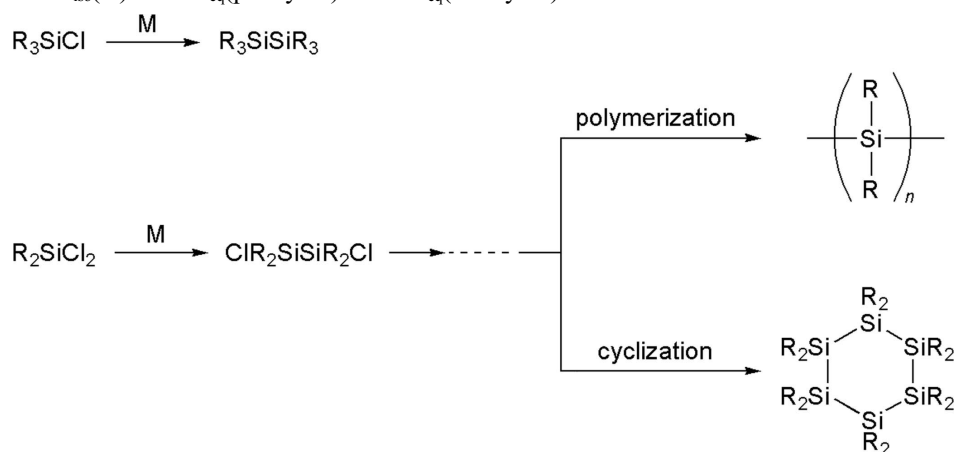 R3SiCl
M
R3SiSiR3
polymerization
R
Si
R
n
R2SiCl2
M
ClR2SiSiR2Cl
cyclization
R2
Si
R2Si
SiR2
R2Si
SiR2
Si
R2